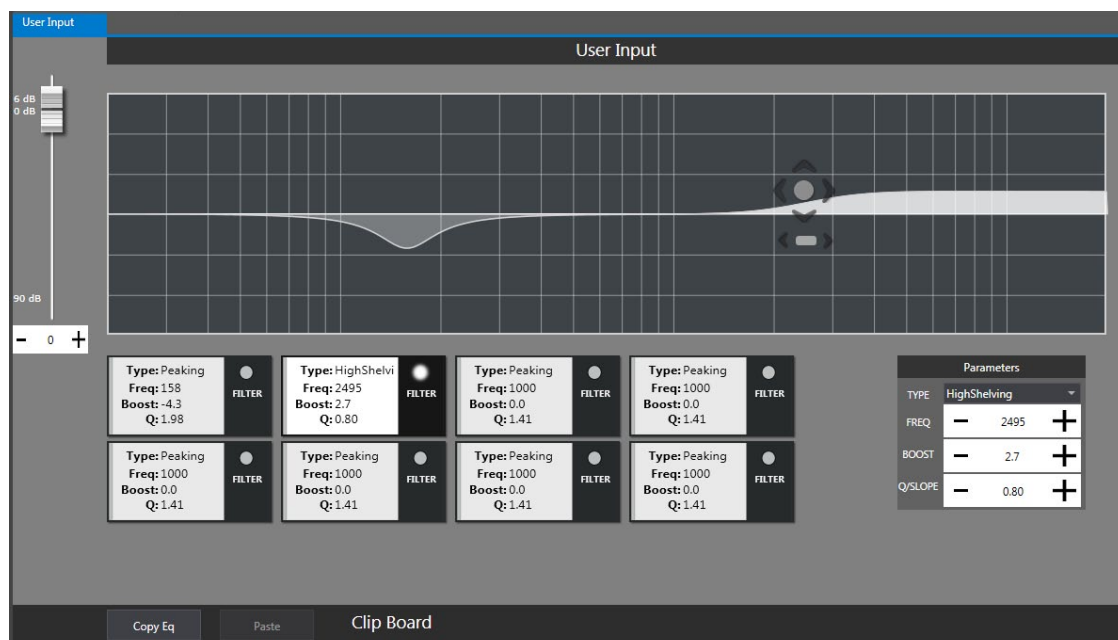 User Input
User Input
6 dB
0 dB
90 dB
- 0 +
Type: Peaking
Freq: 158
Boost: -4.3
Q: 1.98
FILTER
Type: HighShelvi
Freq: 2495
Boost: 2.7
Q: 0.80
FILTER
Type: Peaking
Freq: 1000
Boost: 0.0
Q: 1.41
FILTER
Type: Peaking
Freq: 1000
Boost: 0.0
Q: 1.41
FILTER
Type: Peaking
Freq: 1000
Boost: 0.0
Q: 1.41
FILTER
Type: Peaking
Freq: 1000
Boost: 0.0
Q: 1.41
FILTER
Type: Peaking
Freq: 1000
Boost: 0.0
Q: 1.41
FILTER
Type: Peaking
Freq: 1000
Boost: 0.0
Q: 1.41
FILTER
Parameters
TYPE HighShelving
FREQ - 2495 +
BOOST - 2.7 +
Q/SLOPE - 0.80 +
Copy Eq Paste Clip Board